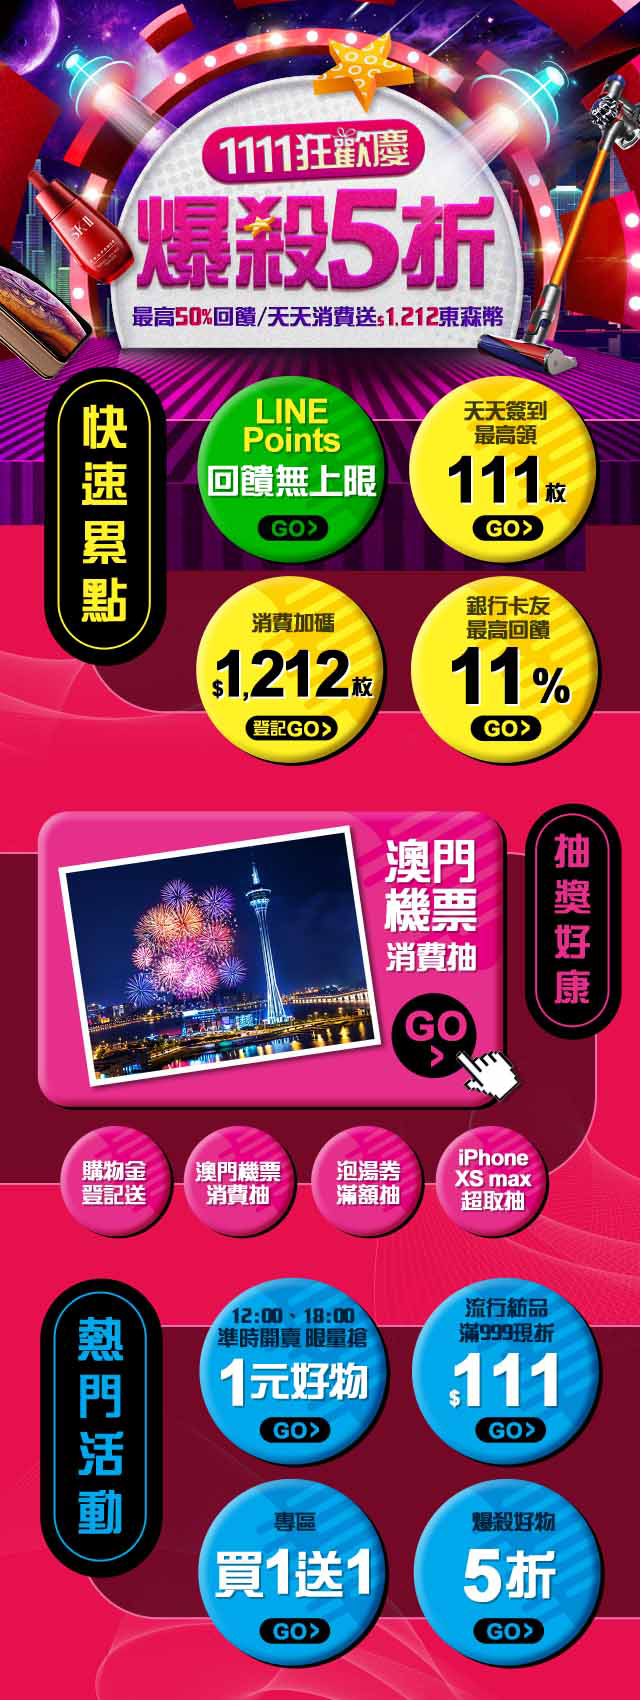 1111狂歡慶
爆殺5折
最高50%回饋/天天消費送$1,212東森幣
SK-II
快速累點
LINE
Points
回饋無上限
GO>
天天簽到
最高領
111枚
GO>
消費加碼
$1,212枚
登記GO>
銀行卡友
最高回饋
11%
GO>
抽獎好康
澳門
機票
消費抽
GO
>
購物金
登記送
澳門機票
消費抽
泡湯券
滿額抽
iPhone
XS max
超取抽
熱門活動
12:00、18:00
準時開賣 限量搶
1元好物
GO>
流行新品
滿999現折
$111
GO>
專區
買1送1
GO>
爆殺好物
5折
GO>